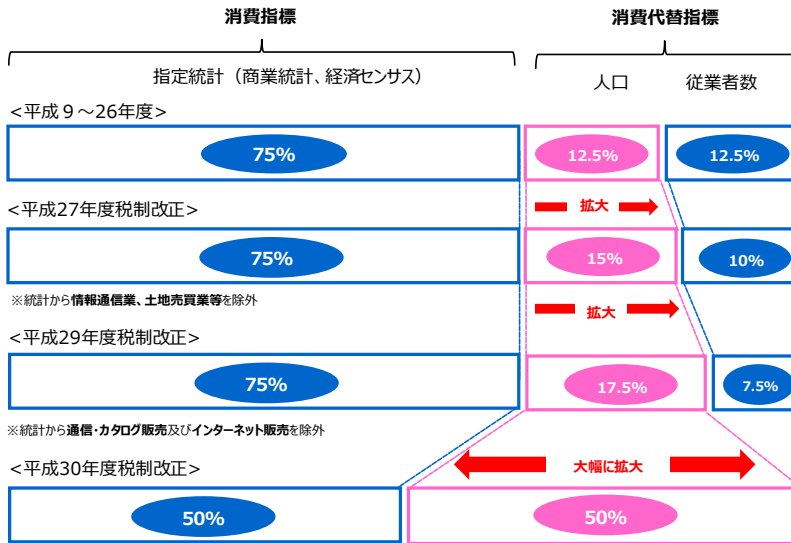 消費指標
消費代替指標
指定統計（商業統計、経済センサス）
人口
従業者数
<平成９～26年度>
75%
12.5%
12.5%
<平成27年度税制改正>
拡大
75%
15%
10%
※統計から情報通信業、土地売買業等を除外
拡大
<平成29年度税制改正>
75%
17.5%
7.5%
※統計から通信・カタログ販売及びインターネット販売を除外
<平成30年度税制改正>
大幅に拡大
50%
50%